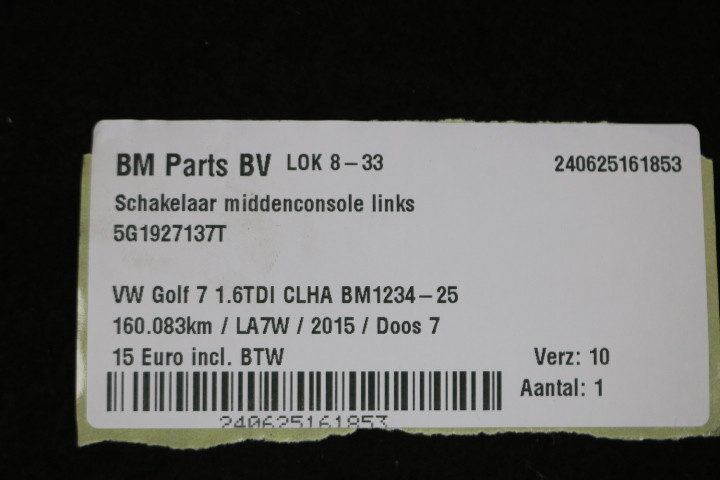 BM Parts BV LOK 8-33 240625161853
Schakelaar middenconsole links
5G1927137T
VW Golf 7 1.6TDI CLHA BM1234-25
160.083km / LA7W / 2015 / Doos 7
15 Euro incl. BTW Verz: 10
Aantal: 1
240625161853